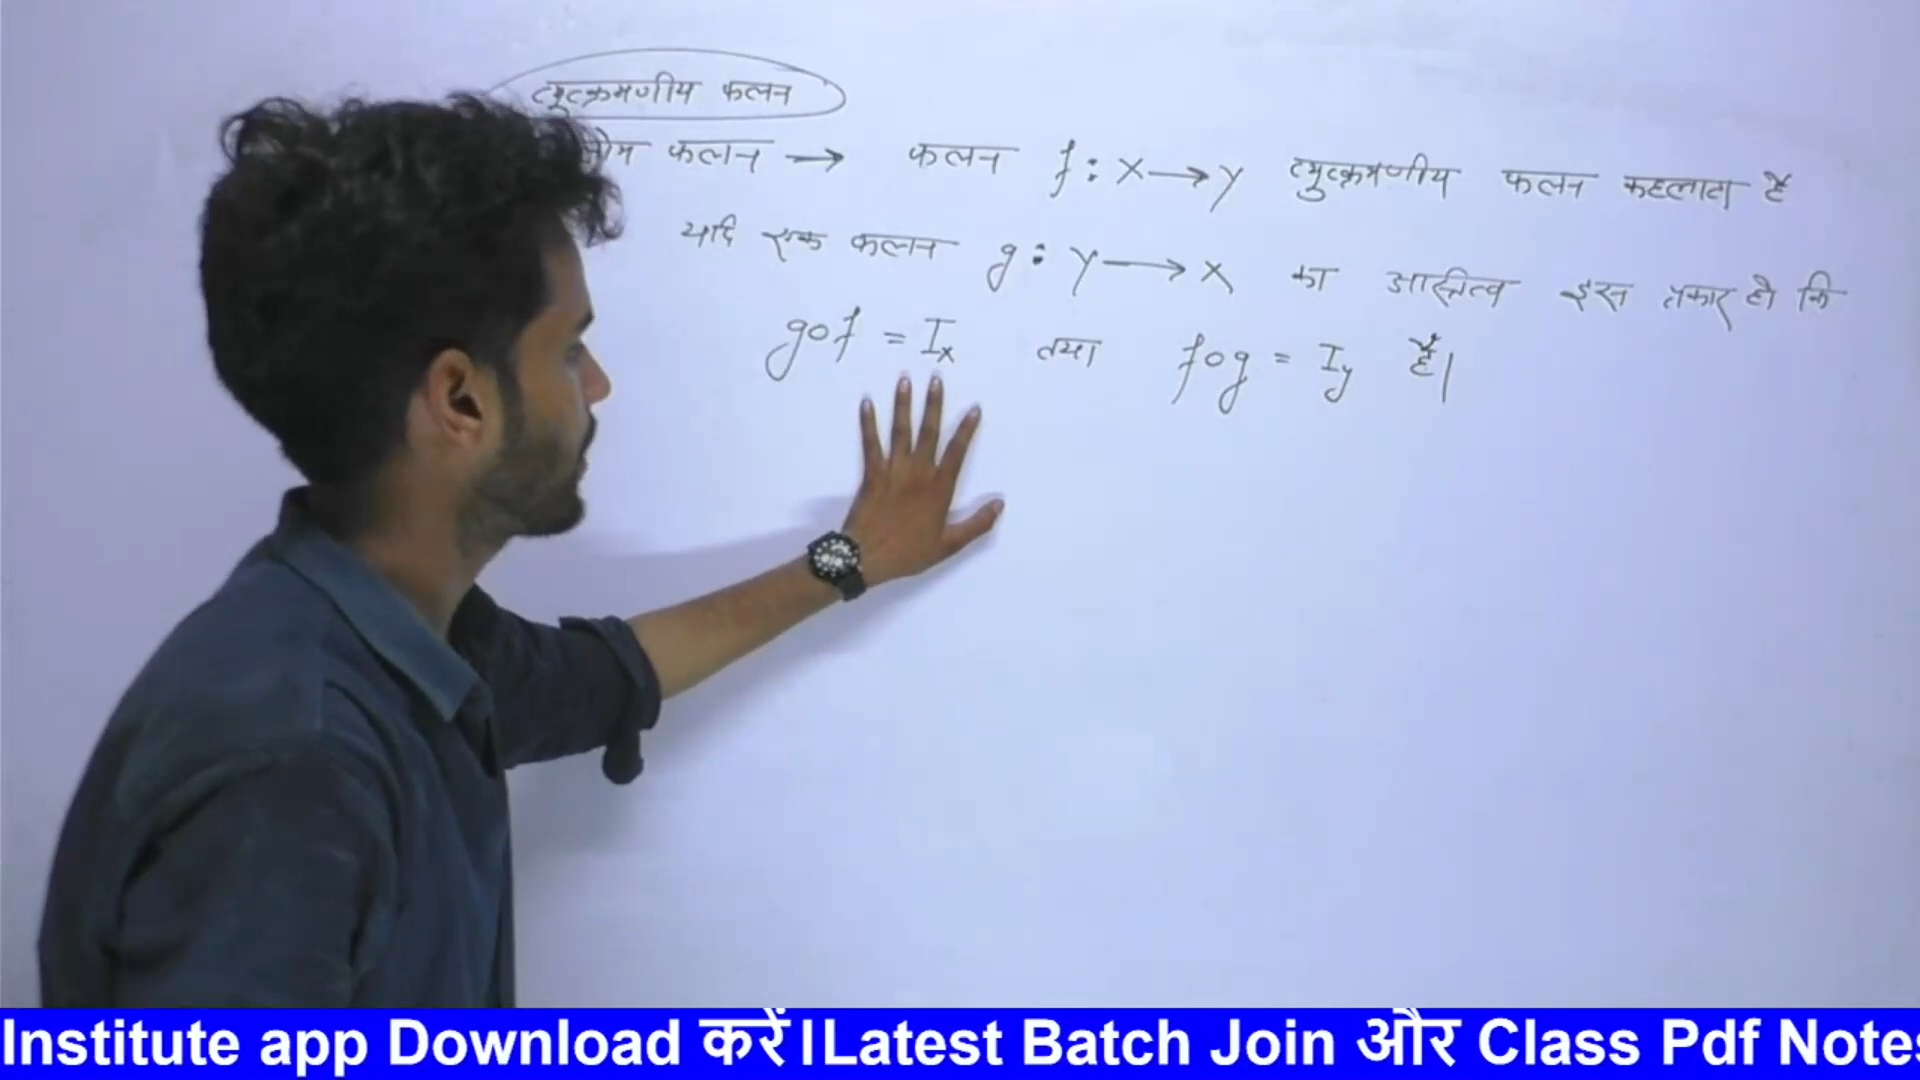 व्युत्क्रमणीय फलन
फलन → फलन f : X → Y व्युत्क्रमणीय फलन कहलाता है
यदि एक फलन g : Y → X का अस्तित्व इस प्रकार हो कि
gof = Ix तथा fog = Iy है।
Institute app Download करें।Latest Batch Join और Class Pdf Notes